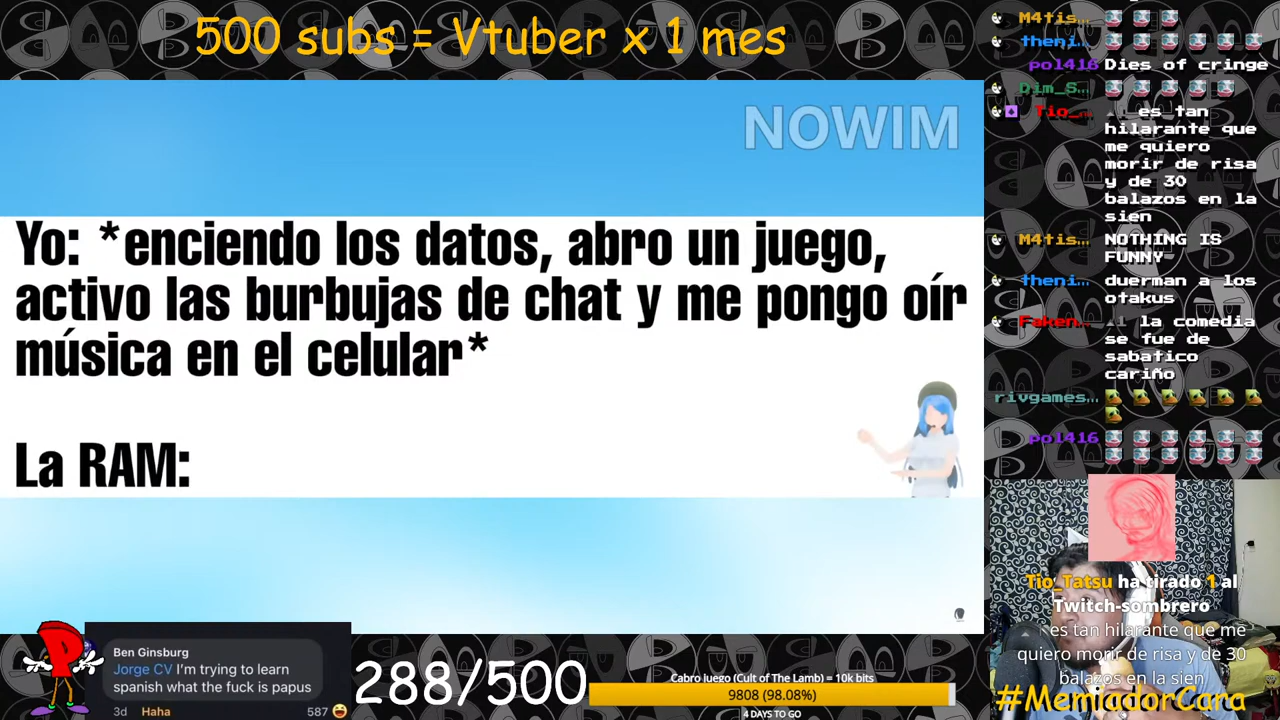 500 subs = Vtuber x 1 mes
NOWIM
Yo: *enciendo los datos, abro un juego,
activo las burbujas de chat y me pongo oír
música en el celular*
La RAM:
M4tis…
theni…
pol416 Dies of cringe
Dim_S…
Tio_… es tan
hilarante que
me quiero
morir de risa
y de 30
balazos en la
sien
M4tis… NOTHING IS
FUNNY
theni… duerman a los
otakus
Faken… la comedia
se fue de
sabatico
cariño
rivgames…
pol416
Tio_Tatsu ha tirado 1 al
Twitch-sombrero
es tan hilarante que me
quiero morir de risa y de 30
balazos en la sien
#MemiadorCara
P
Ben Ginsburg
Jorge CV I'm trying to learn
spanish what the fuck is papus
3d Haha 587
288/500
Cabro juego (Cult of The Lamb) = 10k bits
9808 (98.08%)
4 DAYS TO GO